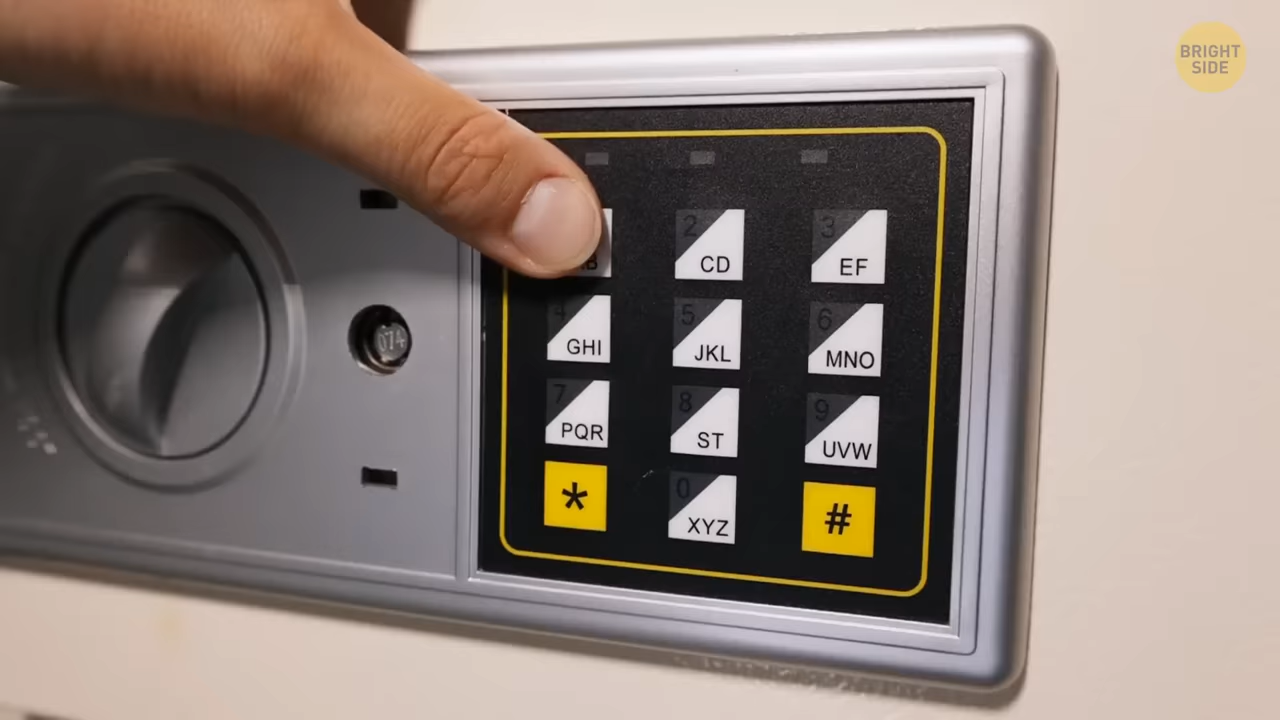 BRIGHT
SIDE
2
CD
3
EF
4
GHI
5
JKL
6
MNO
7
PQR
8
ST
9
UVW
*
0
XYZ
#